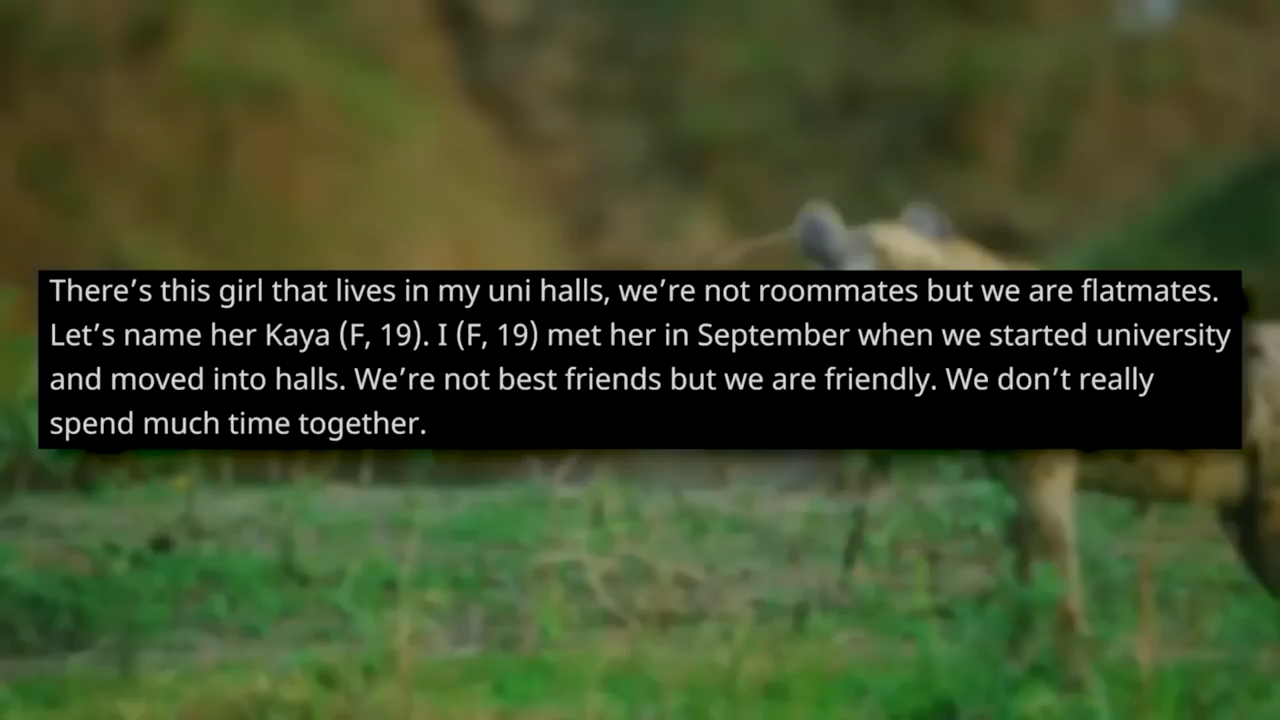 There’s this girl that lives in my uni halls, we’re not roommates but we are flatmates.
Let’s name her Kaya (F, 19). I (F, 19) met her in September when we started university
and moved into halls. We’re not best friends but we are friendly. We don’t really
spend much time together.